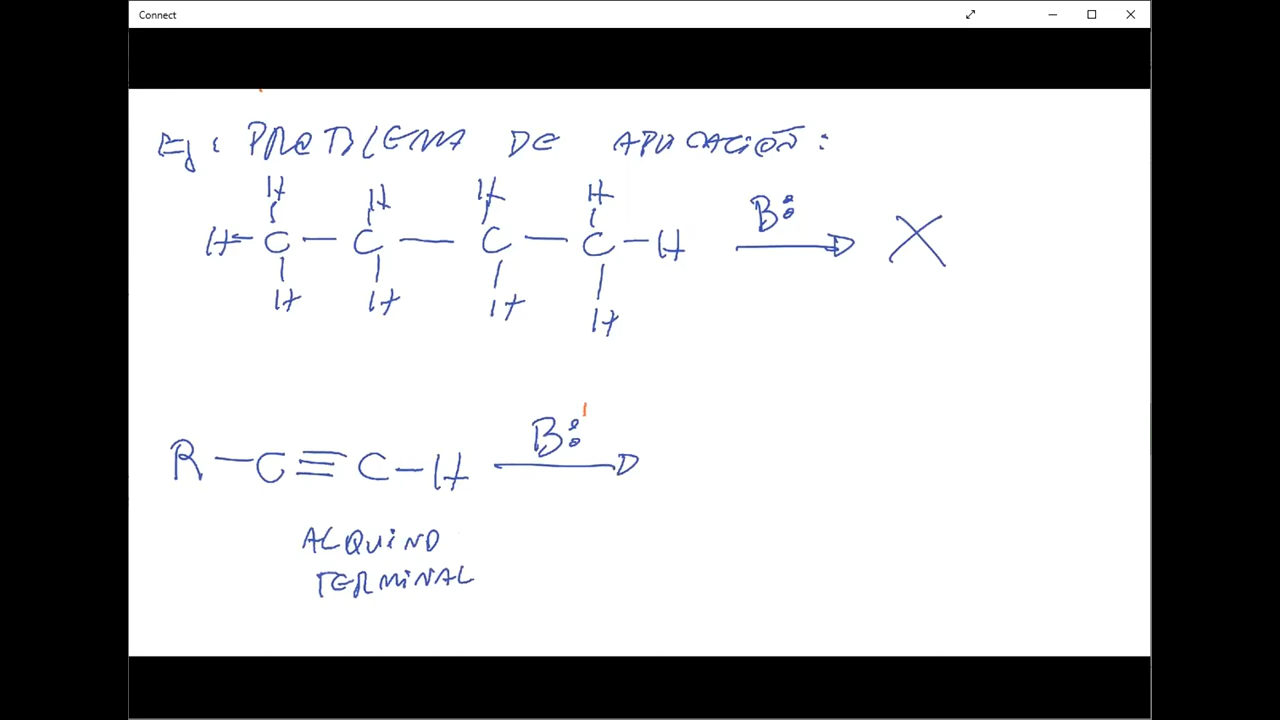 Connect
Ej: PROBLEMA DE APLICACIÓN:
H H H H
H-C-C-C-C-H B: X
H H H H
R-C≡C-H B:
ALQUINO
TERMINAL